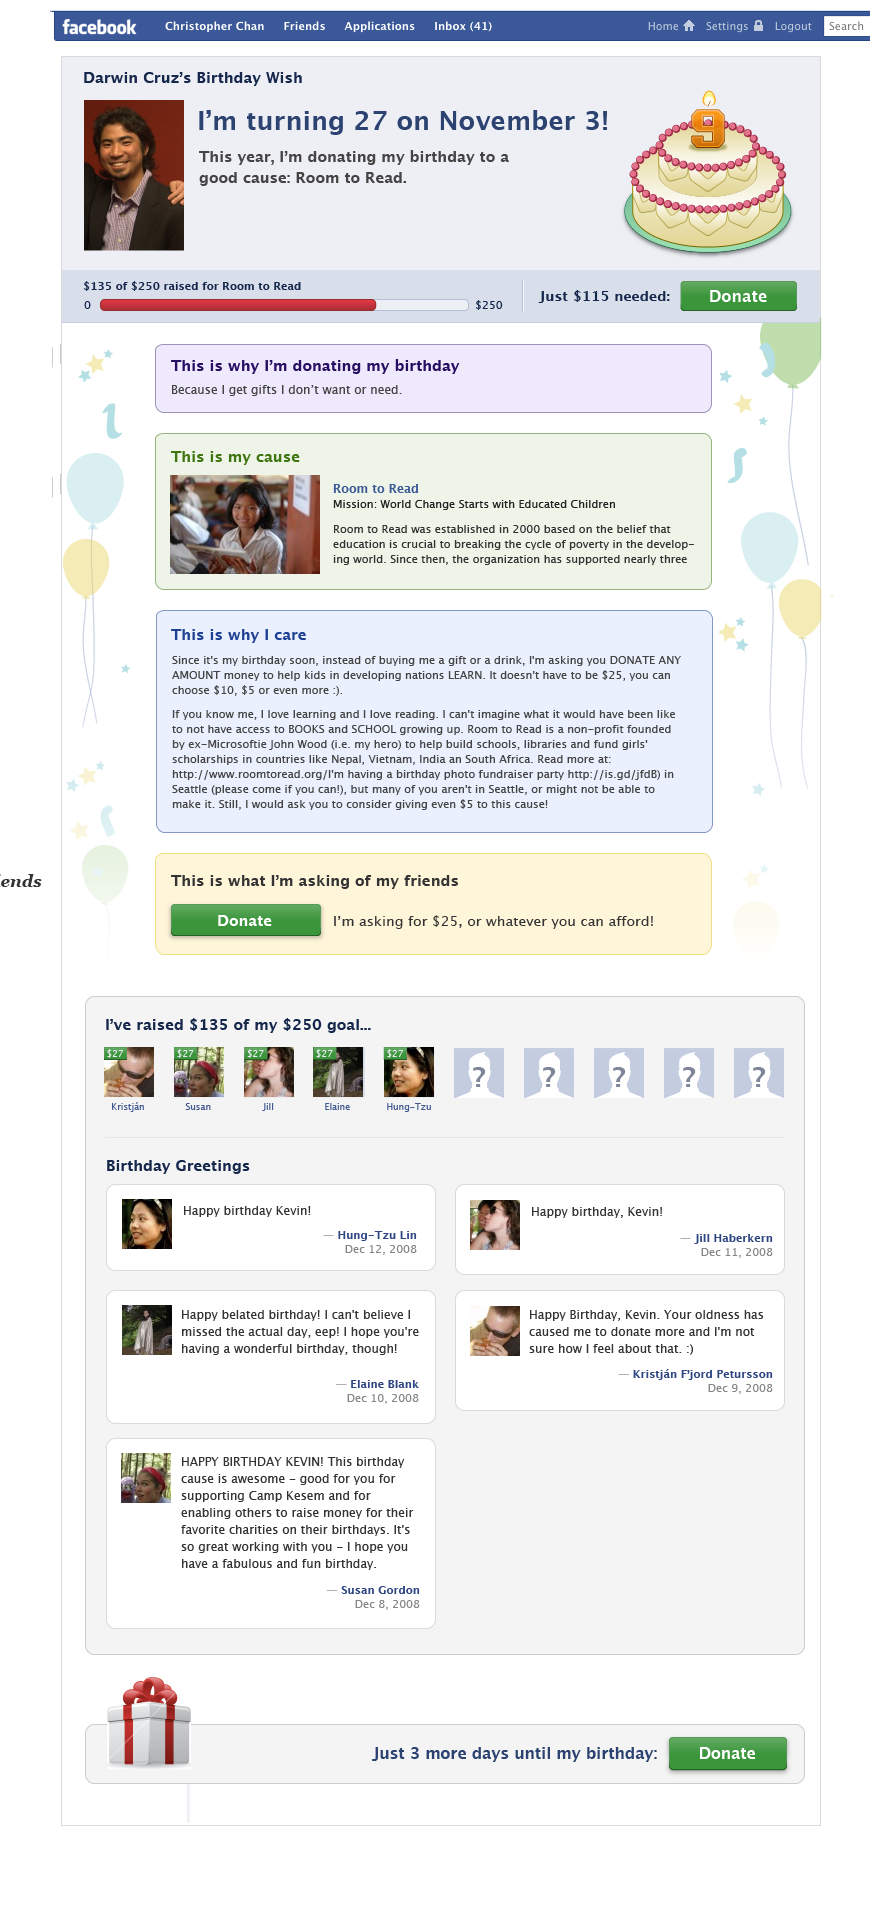 facebook Christopher Chan Friends Applications Inbox (41) Home Settings Logout Search
Darwin Cruz's Birthday Wish
I'm turning 27 on November 3!
This year, I'm donating my birthday to a
good cause: Room to Read.
9
$135 of $250 raised for Room to Read
0 $250
Just $115 needed: Donate
This is why I'm donating my birthday
Because I get gifts I don't want or need.
This is my cause
Room to Read
Mission: World Change Starts with Educated Children
Room to Read was established in 2000 based on the belief that
education is crucial to breaking the cycle of poverty in the develop-
ing world. Since then, the organization has supported nearly three
This is why I care
Since it's my birthday soon, instead of buying me a gift or a drink, I'm asking you DONATE ANY
AMOUNT money to help kids in developing nations LEARN. It doesn't have to be $25, you can
choose $10, $5 or even more :).
If you know me, I love learning and I love reading. I can't imagine what it would have been like
to not have access to BOOKS and SCHOOL growing up. Room to Read is a non-profit founded
by ex-Microsoftie John Wood (i.e. my hero) to help build schools, libraries and fund girls'
scholarships in countries like Nepal, Vietnam, India an South Africa. Read more at:
http://www.roomtoread.org/I'm having a birthday photo fundraiser party http://is.gd/jfdB) in
Seattle (please come if you can!), but many of you aren't in Seattle, or might not be able to
make it. Still, I would ask you to consider giving even $5 to this cause!
ends
This is what I'm asking of my friends
Donate I'm asking for $25, or whatever you can afford!
I've raised $135 of my $250 goal...
$27 $27 $27 $27 $27 ? ? ? ? ?
Kristján Susan Jill Elaine Hung-Tzu
Birthday Greetings
Happy birthday Kevin!
— Hung-Tzu Lin
Dec 12, 2008
Happy birthday, Kevin!
— Jill Haberkern
Dec 11, 2008
Happy belated birthday! I can't believe I
missed the actual day, eep! I hope you're
having a wonderful birthday, though!
— Elaine Blank
Dec 10, 2008
Happy Birthday, Kevin. Your oldness has
caused me to donate more and I'm not
sure how I feel about that. :)
— Kristján F'jord Petursson
Dec 9, 2008
HAPPY BIRTHDAY KEVIN! This birthday
cause is awesome - good for you for
supporting Camp Kesem and for
enabling others to raise money for their
favorite charities on their birthdays. It's
so great working with you - I hope you
have a fabulous and fun birthday.
— Susan Gordon
Dec 8, 2008
Just 3 more days until my birthday: Donate